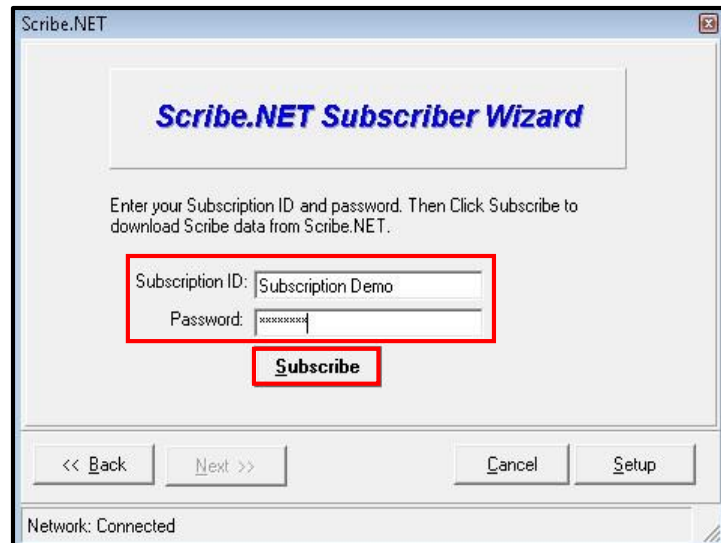 Scribe.NET
Scribe.NET Subscriber Wizard
Enter your Subscription ID and password. Then Click Subscribe to
download Scribe data from Scribe.NET.
Subscription ID: Subscription Demo
Password: ********
Subscribe
<< Back Next >> Cancel Setup
Network: Connected